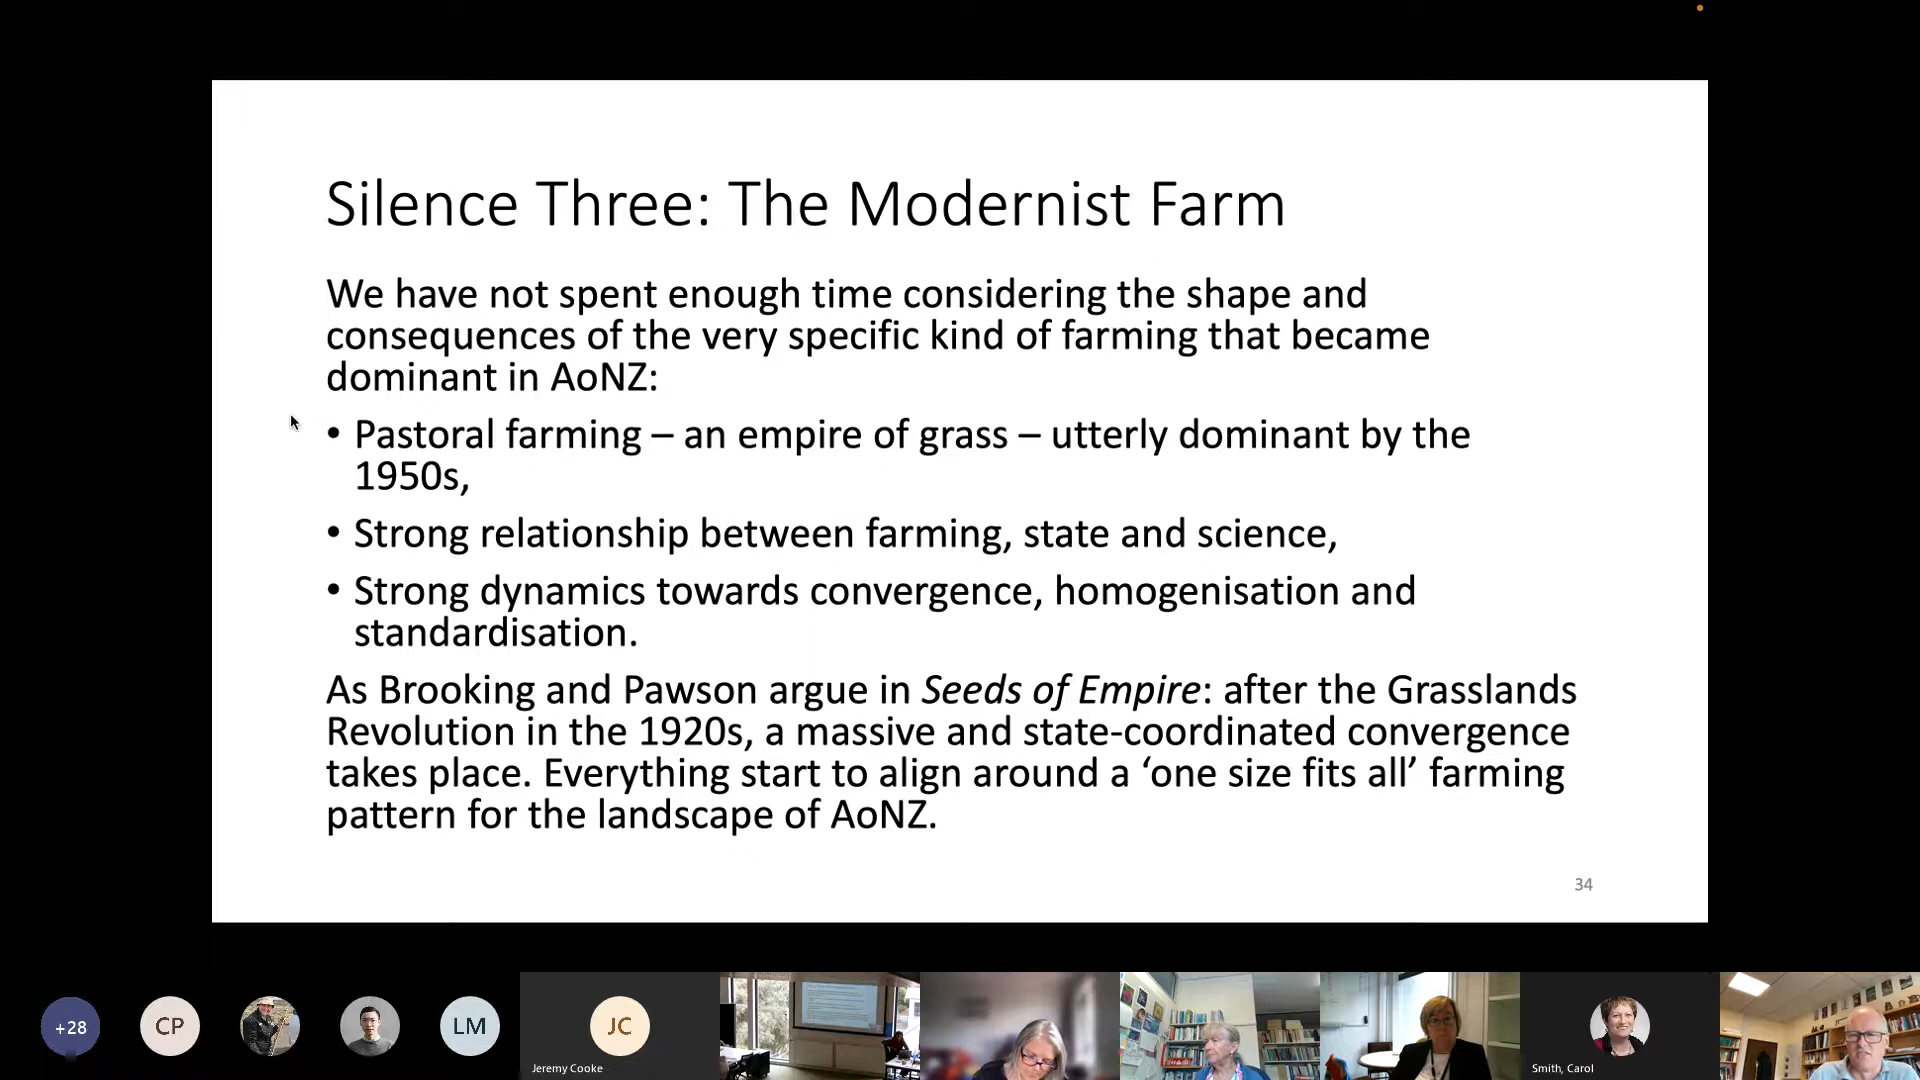 Silence Three: The Modernist Farm
We have not spent enough time considering the shape and
consequences of the very specific kind of farming that became
dominant in AoNZ:
• Pastoral farming – an empire of grass – utterly dominant by the
1950s,
• Strong relationship between farming, state and science,
• Strong dynamics towards convergence, homogenisation and
standardisation.
As Brooking and Pawson argue in Seeds of Empire: after the Grasslands
Revolution in the 1920s, a massive and state-coordinated convergence
takes place. Everything start to align around a ‘one size fits all’ farming
pattern for the landscape of AoNZ.
34
+28
CP
LM
JC
Jeremy Cooke
Smith, Carol